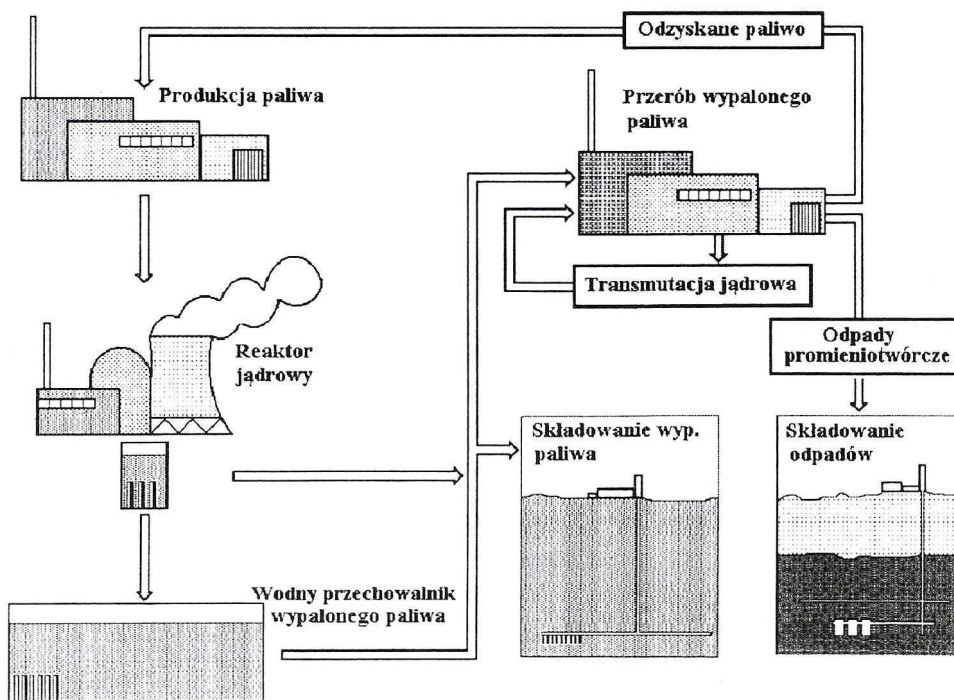 Odzyskane paliwo
Produkcja paliwa
Przerób wypalonego
paliwa
Transmutacja jądrowa
Reaktor
jądrowy
Odpady
promieniotwórcze
Składowanie wyp.
paliwa
Składowanie
odpadów
Wodny przechowalnik
wypalonego paliwa